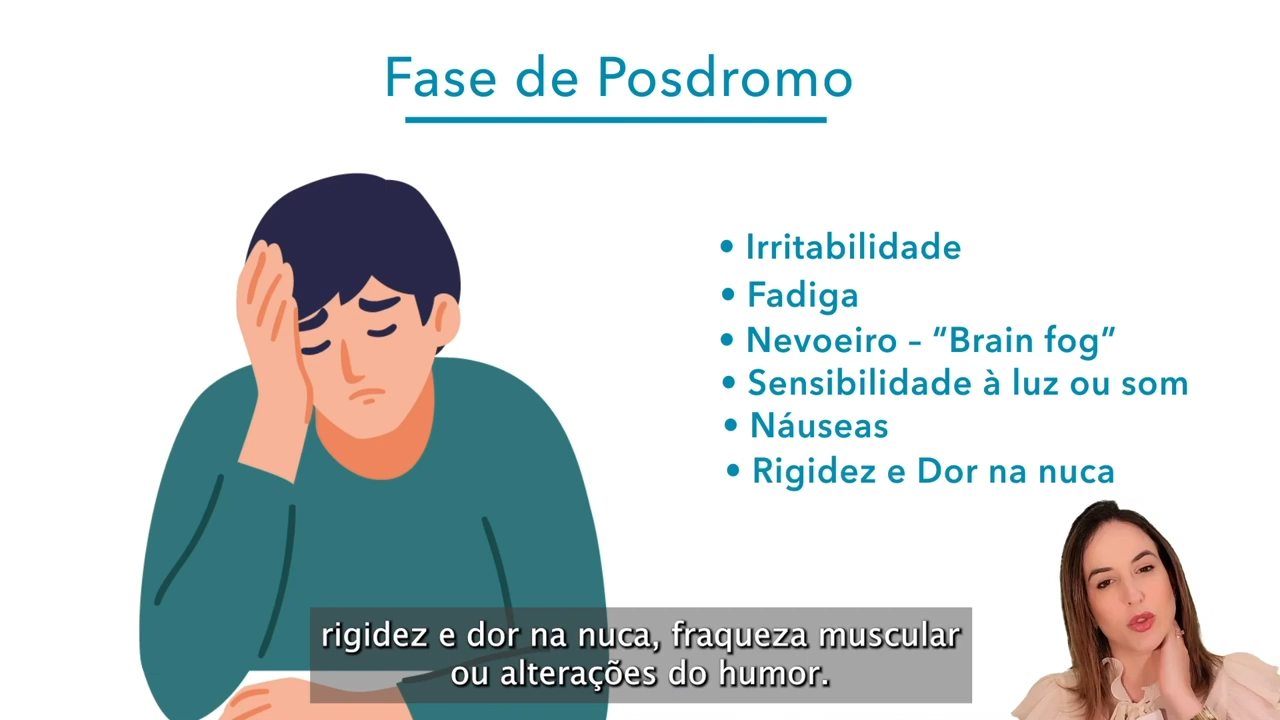 Fase de Posdromo
• Irritabilidade
• Fadiga
• Nevoeiro – “Brain fog”
• Sensibilidade à luz ou som
• Náuseas
• Rigidez e Dor na nuca
rigidez e dor na nuca, fraqueza muscular
ou alterações do humor.